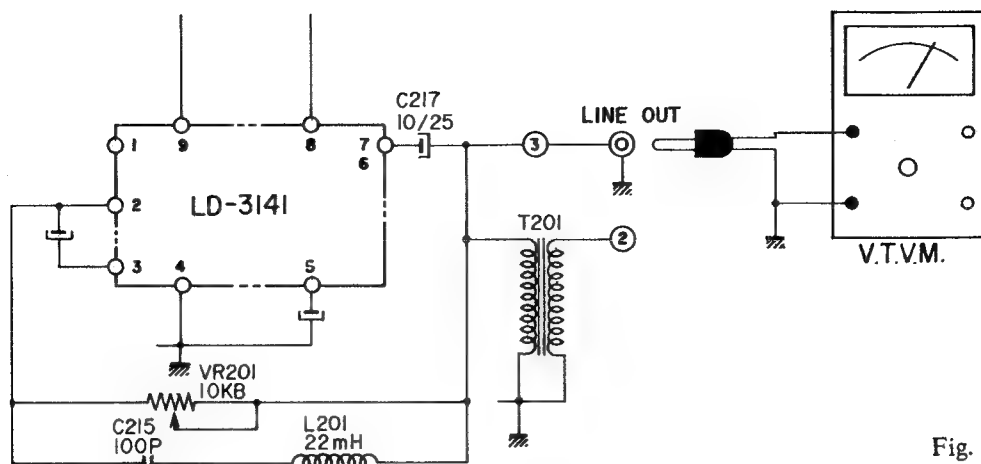 C217
10/25
LINE OUT
1
9
8
7
6
3
2
LD-3141
T201
2
3
4
5
V.T.V.M.
VR201
10KB
C215
100P
L201
22mH
Fig.